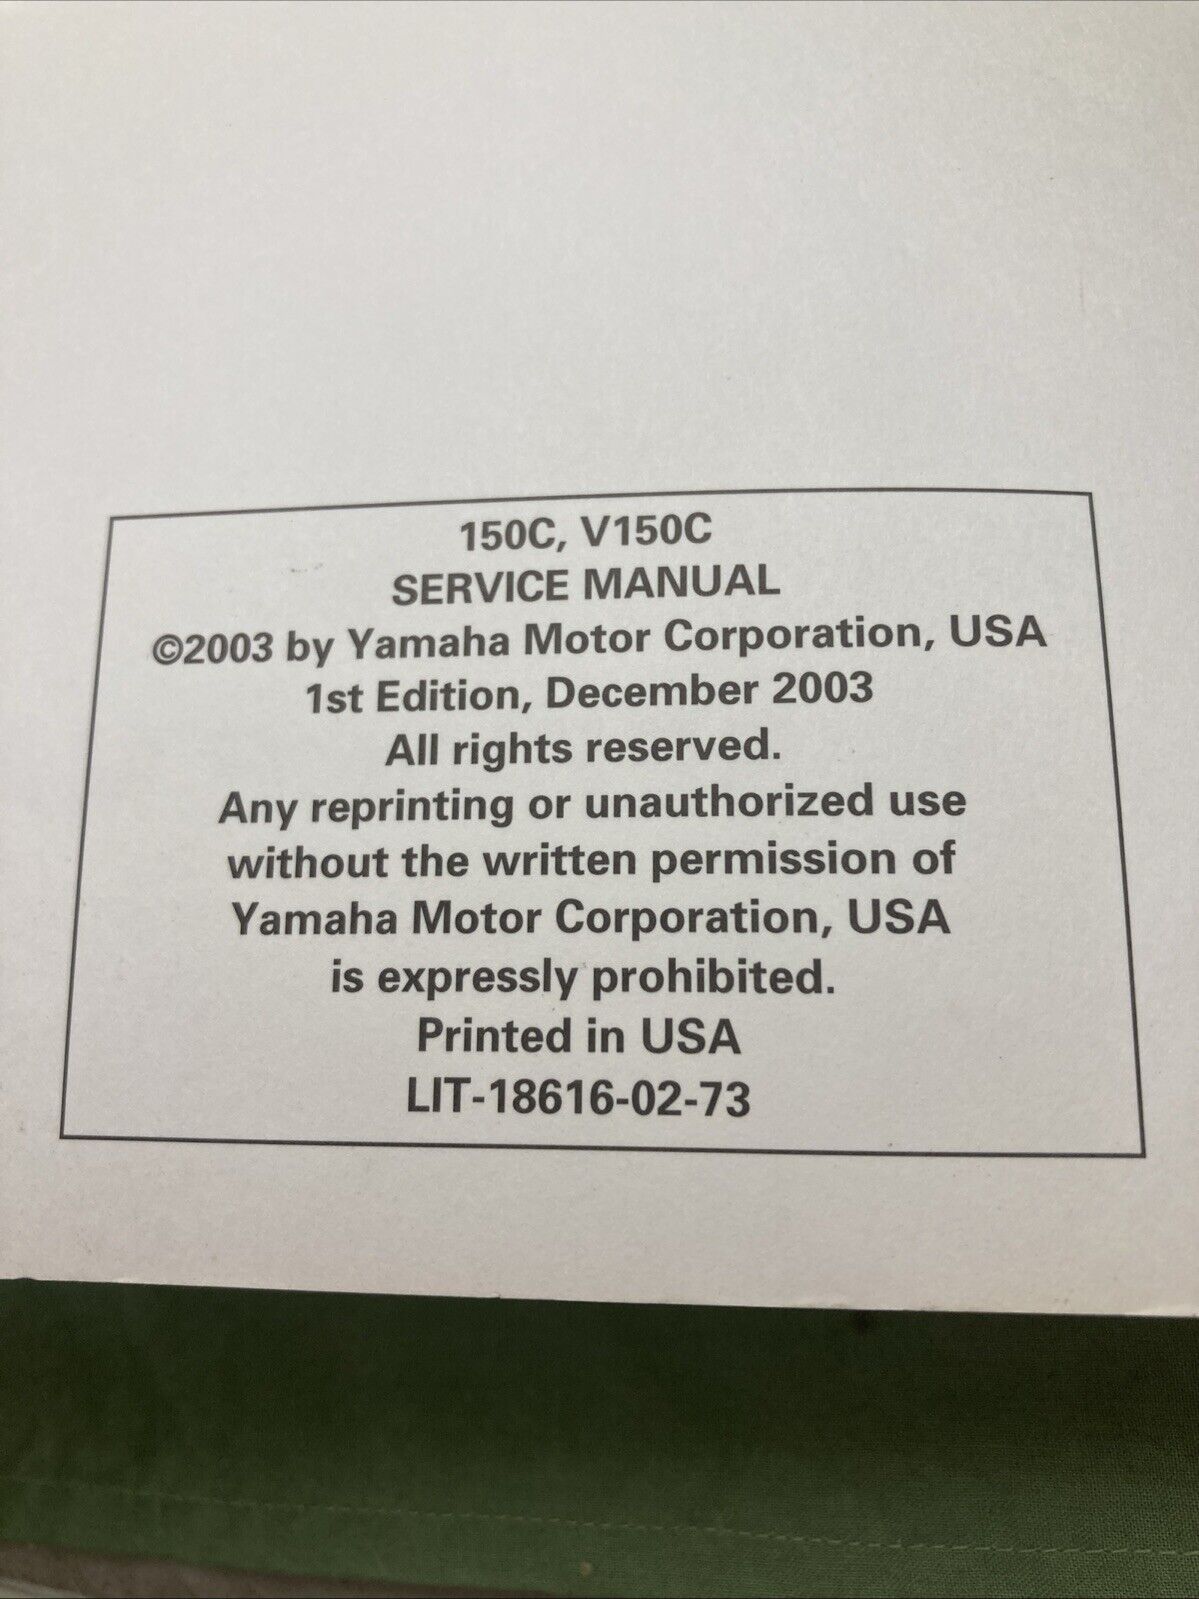 150C, V150C
SERVICE MANUAL
©2003 by Yamaha Motor Corporation, USA
1st Edition, December 2003
All rights reserved.
Any reprinting or unauthorized use
without the written permission of
Yamaha Motor Corporation, USA
is expressly prohibited.
Printed in USA
LIT-18616-02-73